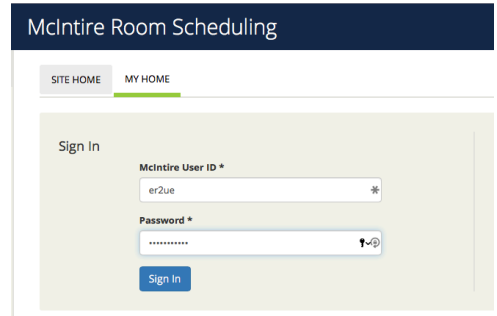 McIntire Room Scheduling
SITE HOME MY HOME
Sign In
McIntire User ID *
er2ue
Password *
•••••••••••
Sign In